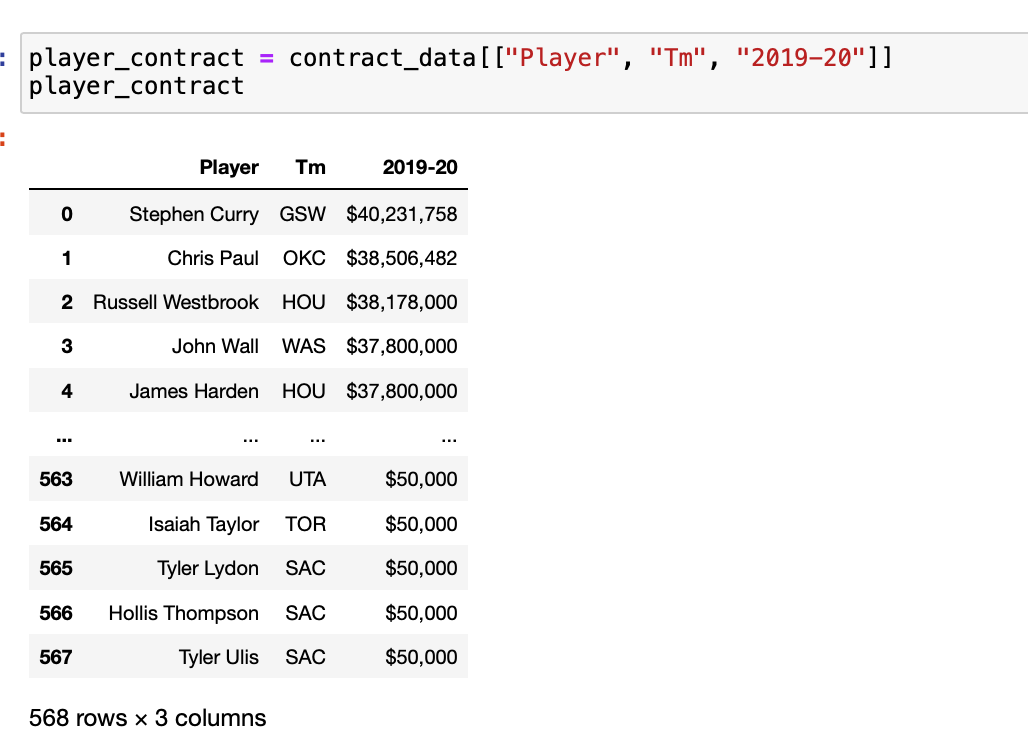 player_contract = contract_data[["Player", "Tm", "2019-20"]]
player_contract
Player Tm 2019-20
0 Stephen Curry GSW $40,231,758
1 Chris Paul OKC $38,506,482
2 Russell Westbrook HOU $38,178,000
3 John Wall WAS $37,800,000
4 James Harden HOU $37,800,000
... ... ... ...
563 William Howard UTA $50,000
564 Isaiah Taylor TOR $50,000
565 Tyler Lydon SAC $50,000
566 Hollis Thompson SAC $50,000
567 Tyler Ulis SAC $50,000
568 rows × 3 columns